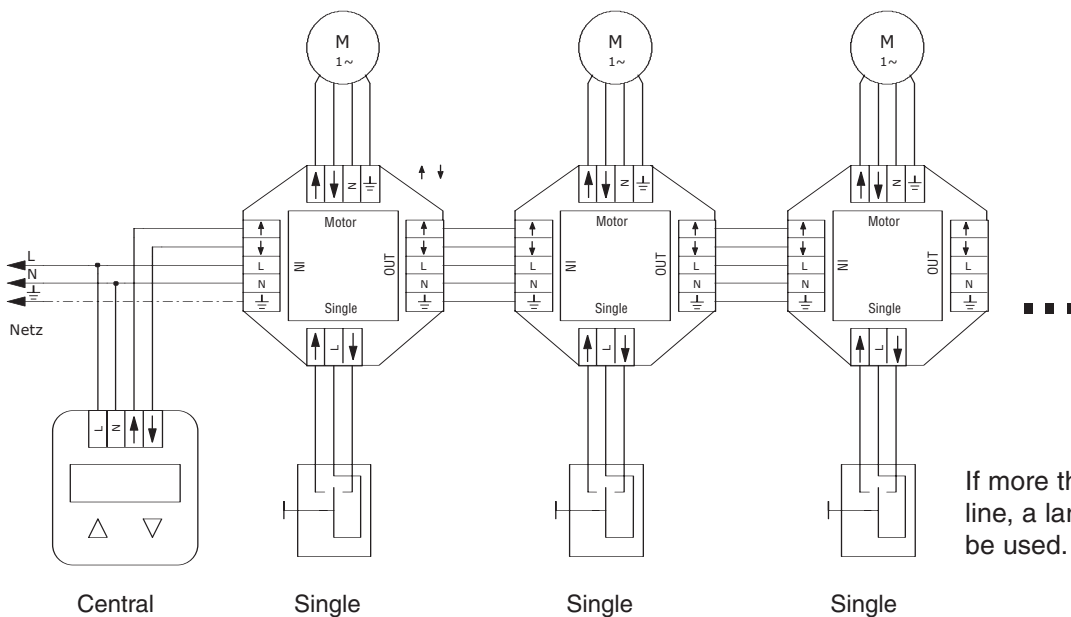 M
1~
M
1~
M
1~
N
N
N
Motor
Motor
Motor
L
N
Netz
IN
OUT
L
N
L
N
IN
OUT
L
N
L
N
IN
OUT
L
N
Single
Single
Single
L
L
L
L
N
If more th
line, a lar
be used.
Central
Single
Single
Single